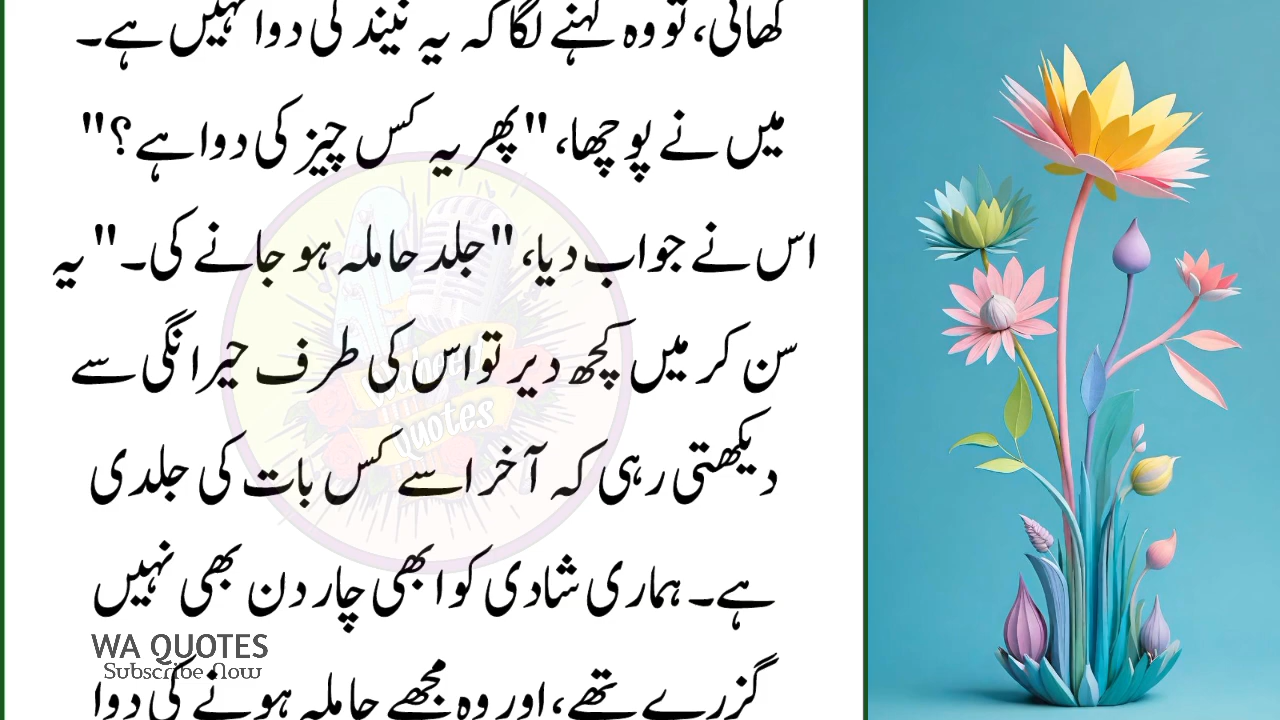 کھائی، تو وہ کہنے لگا کہ یہ نیند کی دوا نہیں ہے۔
میں نے پوچھا، "پھر یہ کس چیز کی دوا ہے؟"
اس نے جواب دیا، "جلد حاملہ ہو جانے کی۔" یہ
سن کر میں کچھ دیر تو اس کی طرف حیرانگی سے
دیکھتی رہی کہ آخر اسے کس بات کی جلدی
ہے۔ ہماری شادی کو ابھی چار دن بھی نہیں
گزرے تھے، اور وہ مجھے حاملہ ہونے کی دوا
WA QUOTES
Subscribe Now
Quotes